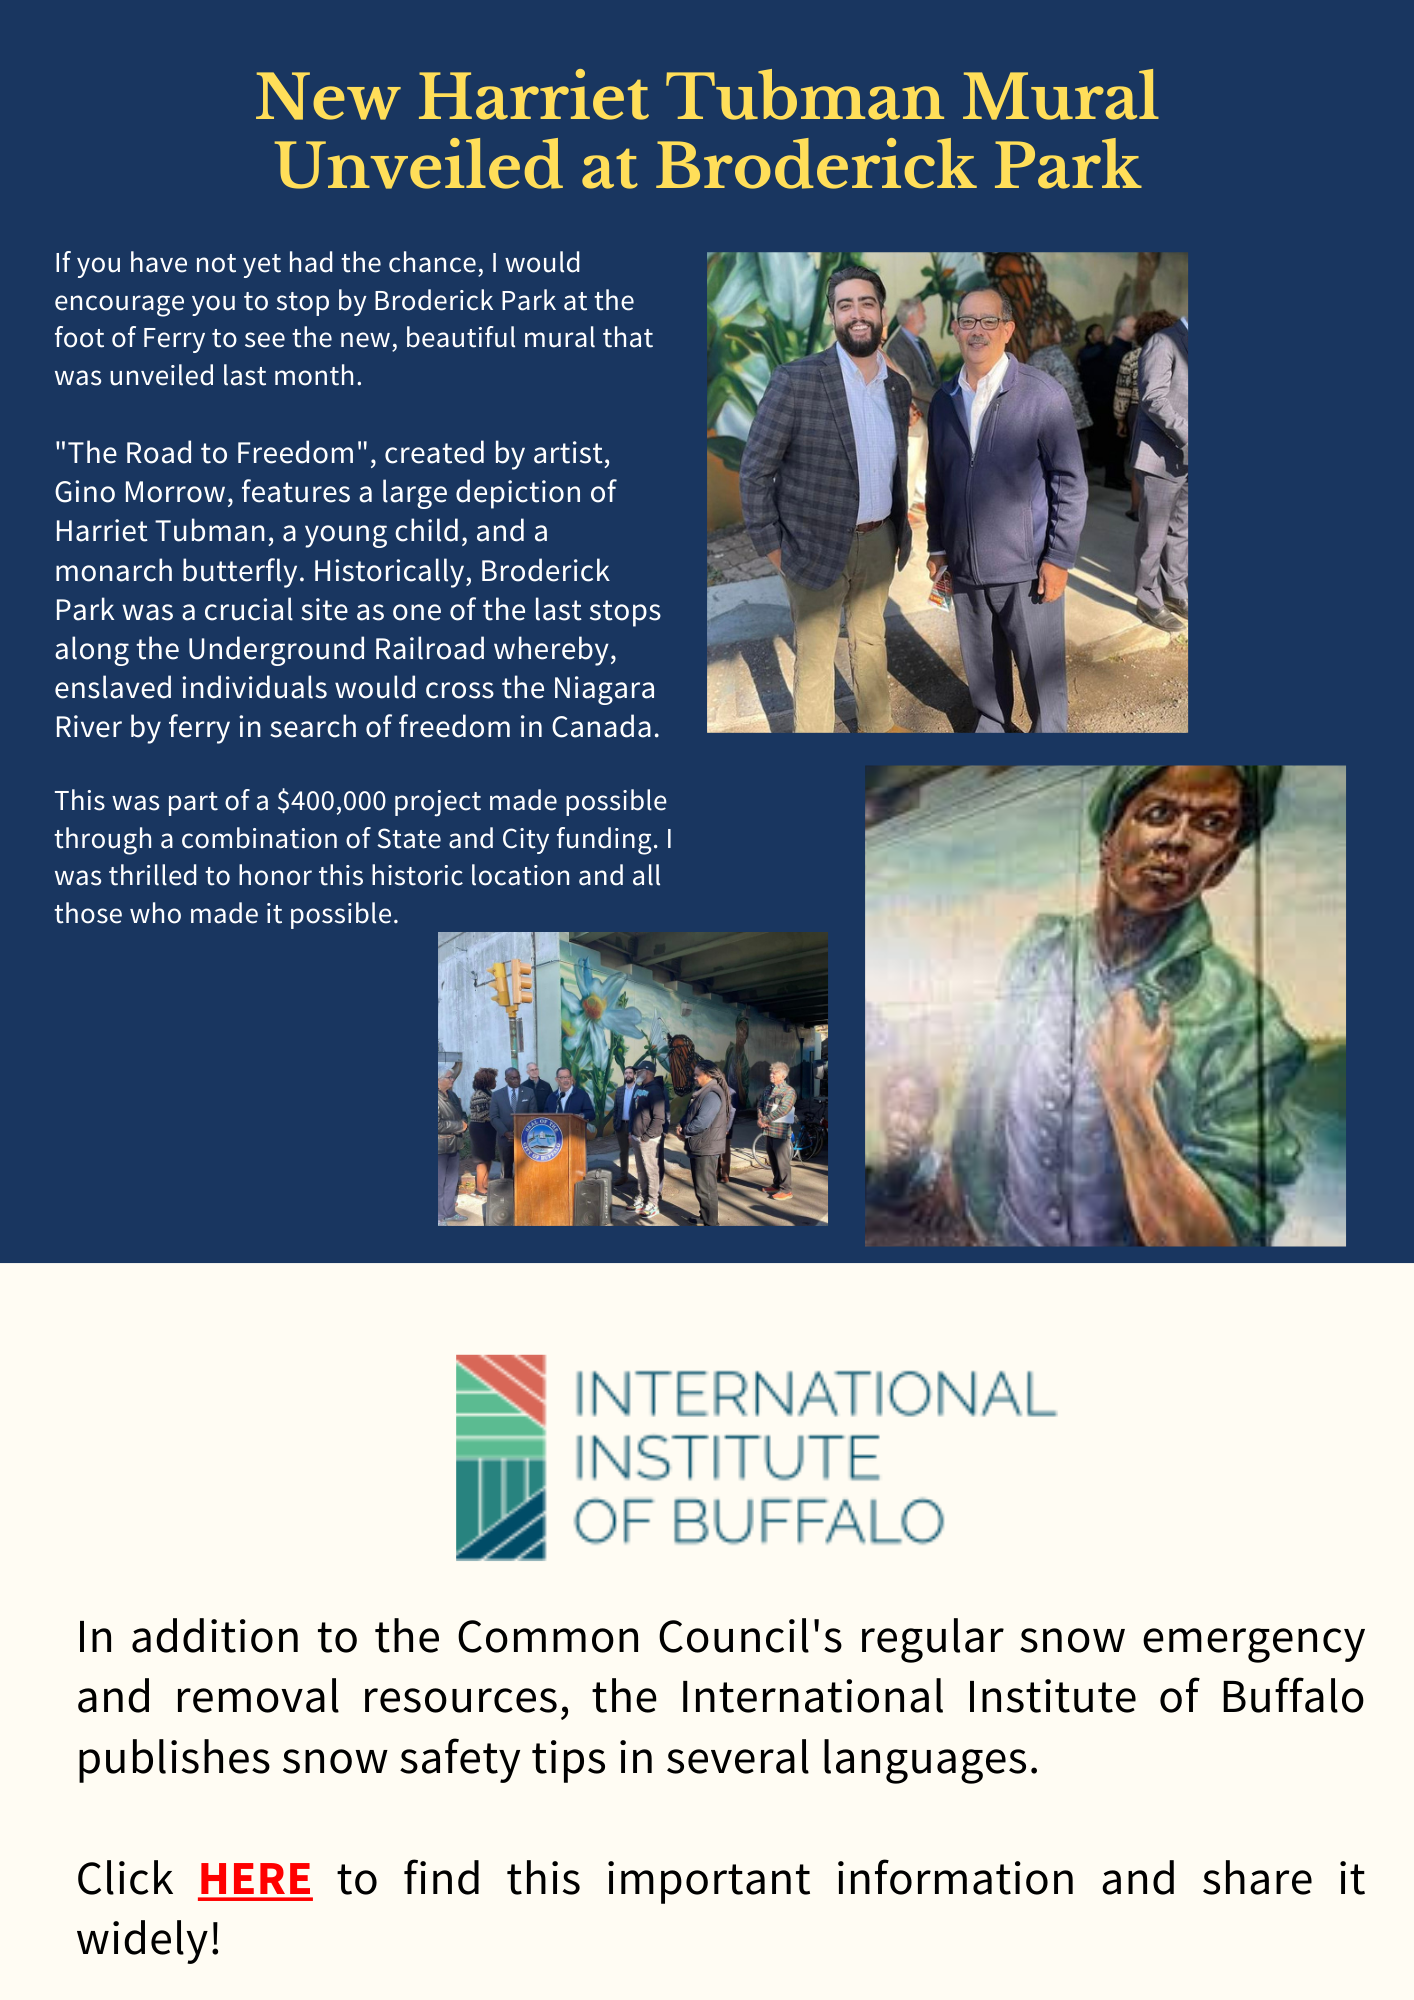 New Harriet Tubman Mural
Unveiled at Broderick Park
If you have not yet had the chance, I would
encourage you to stop by Broderick Park at the
foot of Ferry to see the new, beautiful mural that
was unveiled last month.
"The Road to Freedom", created by artist,
Gino Morrow, features a large depiction of
Harriet Tubman, a young child, and a
monarch butterfly. Historically, Broderick
Park was a crucial site as one of the last stops
along the Underground Railroad whereby,
enslaved individuals would cross the Niagara
River by ferry in search of freedom in Canada.
This was part of a $400,000 project made possible
through a combination of State and City funding. I
was thrilled to honor this historic location and all
those who made it possible.
SEAL OF THE
CITY OF BUFFALO
INTERNATIONAL
INSTITUTE
OF BUFFALO
In addition to the Common Council's regular snow emergency
and removal resources, the International Institute of Buffalo
publishes snow safety tips in several languages.
Click HERE to find this important information and share it
widely!